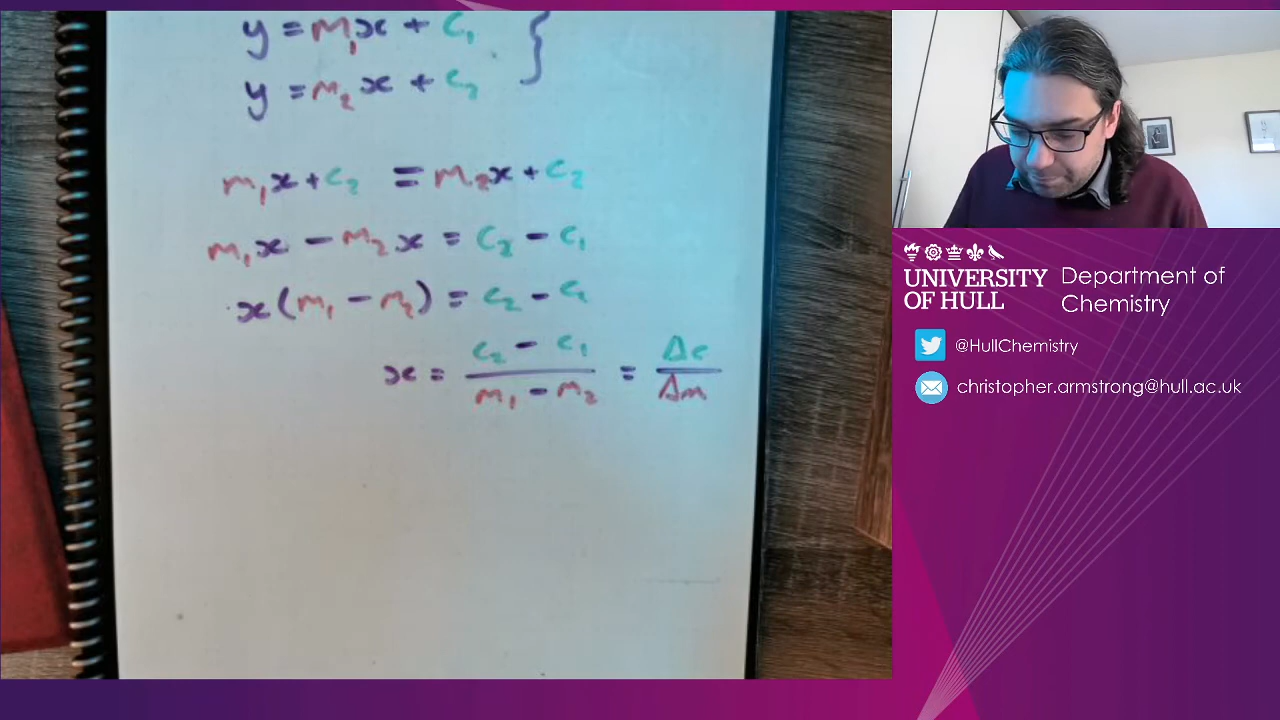 y = m₁x + c₁ }
y = m₂x + c₂
m₁x + c₂ = m₂x + c₂
m₁x - m₂x = c₂ - c₁
x(m₁ - m₂) = c₂ - c₁
x = (c₂ - c₁)/(m₁ - m₂) = Δc/Δm
UNIVERSITY
OF HULL
Department of
Chemistry
@HullChemistry
christopher.armstrong@hull.ac.uk